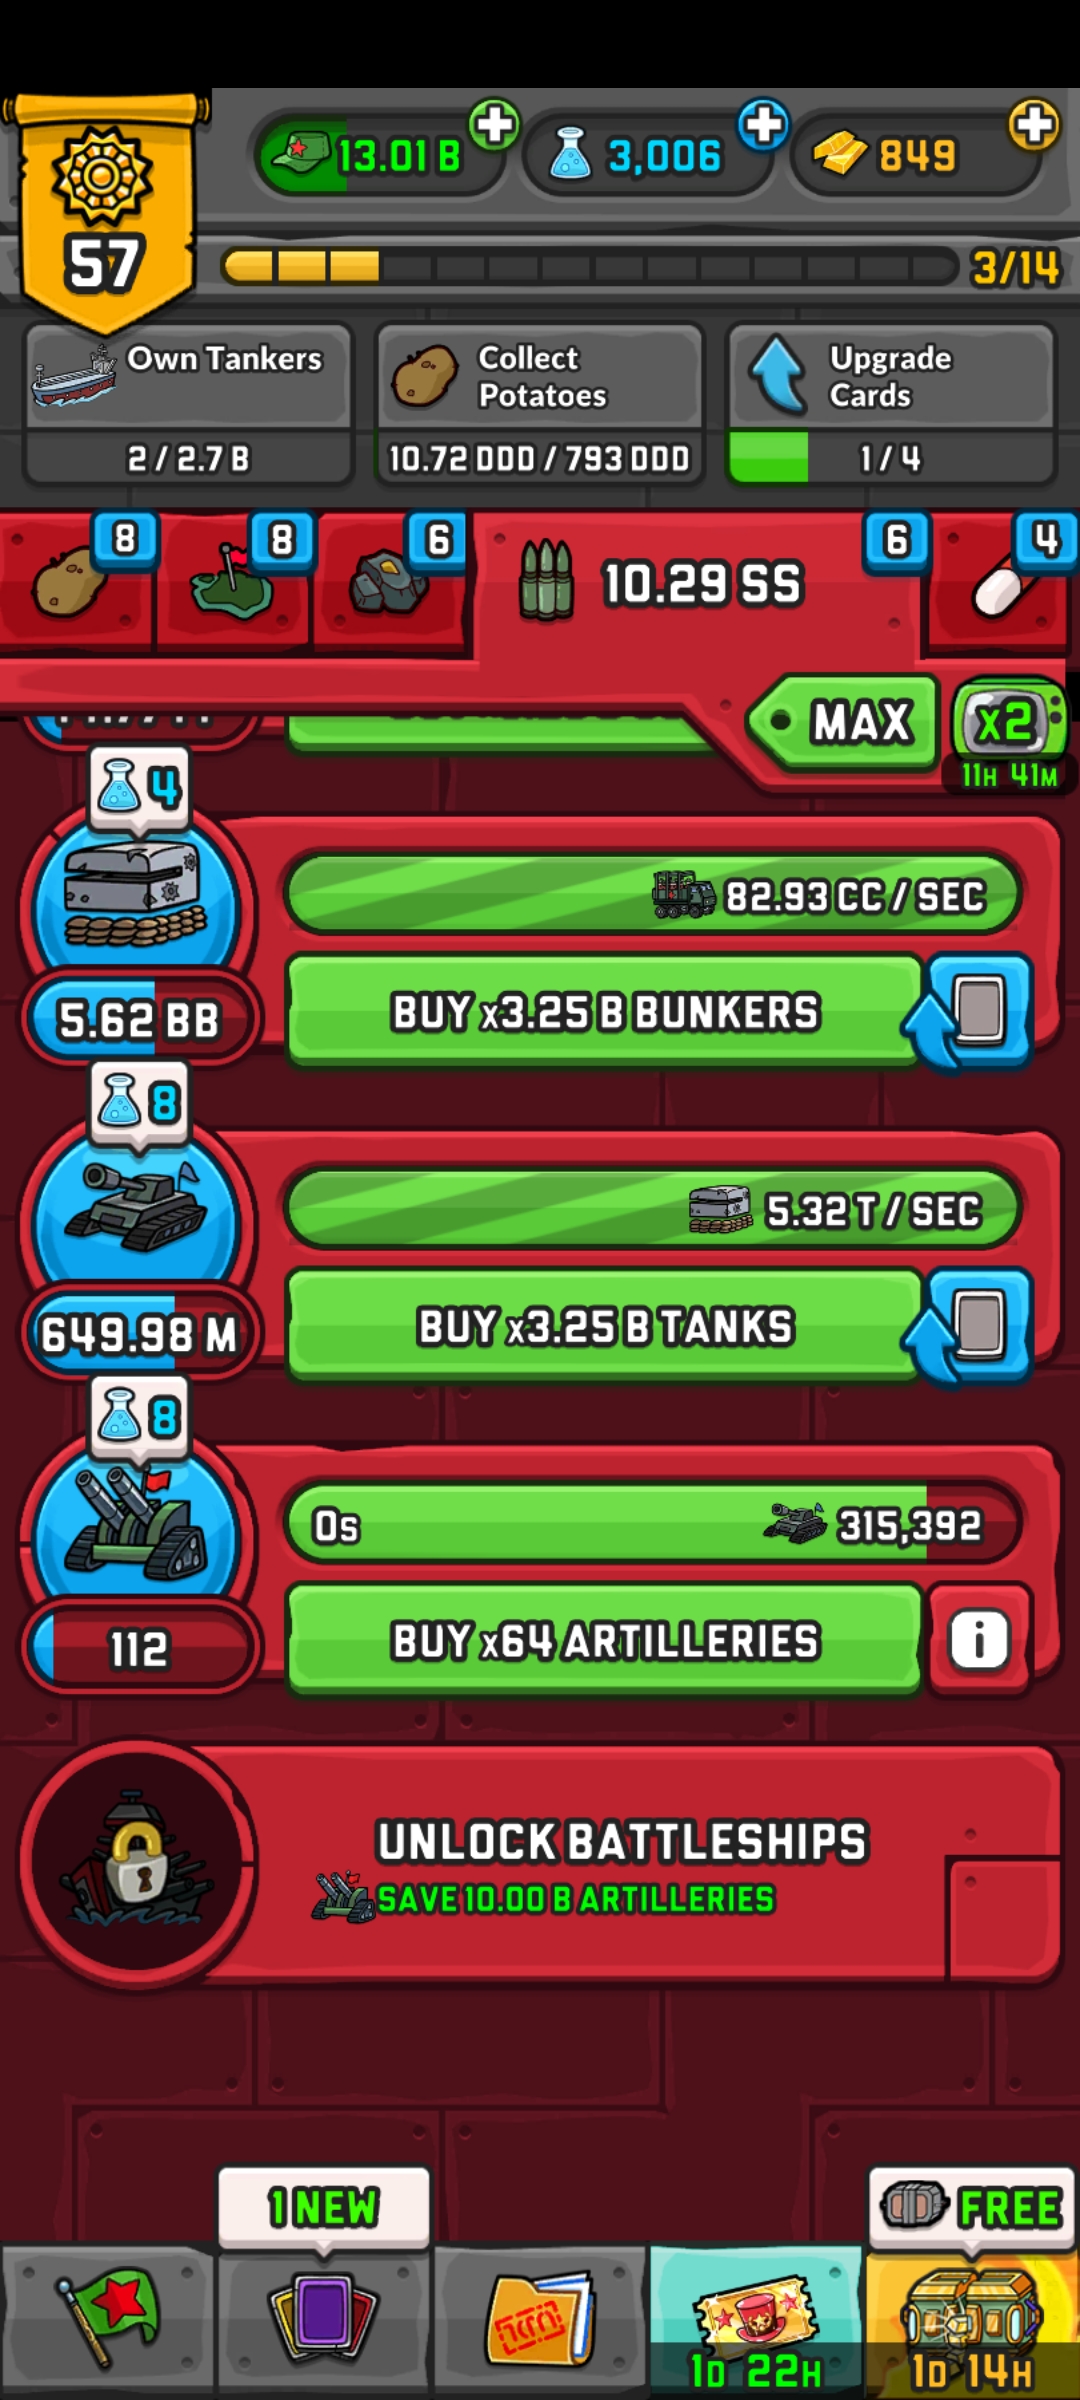 13.01 B
3,006
849
57
3/14
Own Tankers
2 / 2.7 B
Collect
Potatoes
10.72 DDD / 793 DDD
Upgrade
Cards
1 / 4
8
8
6
10.29 SS
6
4
MAX
x2
11H 41M
4
82.93 CC / SEC
5.62 BB
BUY x3.25 B BUNKERS
8
5.32 T / SEC
649.98 M
BUY x3.25 B TANKS
8
0s
315,392
112
BUY x64 ARTILLERIES
i
UNLOCK BATTLESHIPS
SAVE 10.00 B ARTILLERIES
1 NEW
FREE
1D 22H
1D 14H